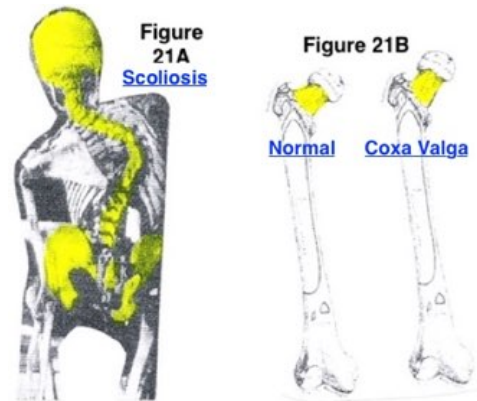 Figure
21A
Scoliosis
Figure 21B
Normal
Coxa Valga